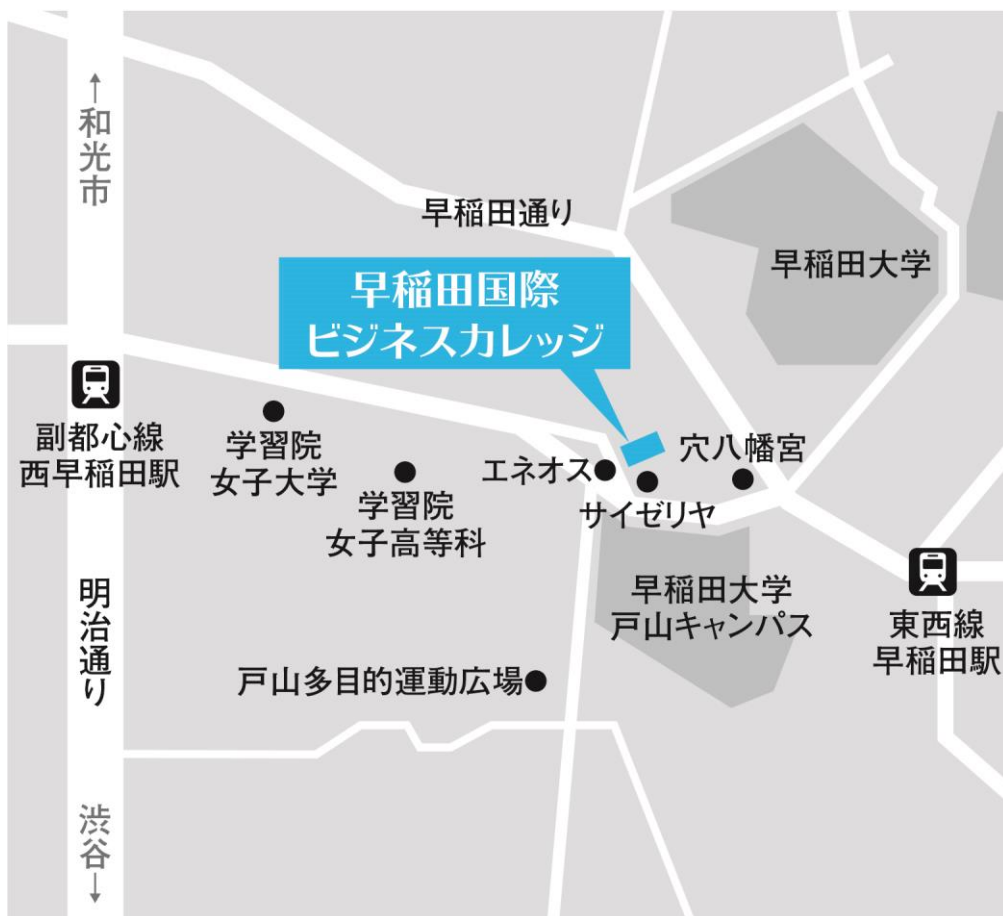 ↑和光市
早稲田通り
早稲田大学
早稲田国際
ビジネスカレッジ
副都心線
西早稲田駅
学習院
女子大学
学習院
女子高等科
エネオス
サイゼリヤ
穴八幡宮
早稲田大学
戸山キャンパス
東西線
早稲田駅
明治通り
戸山多目的運動広場
渋谷↓